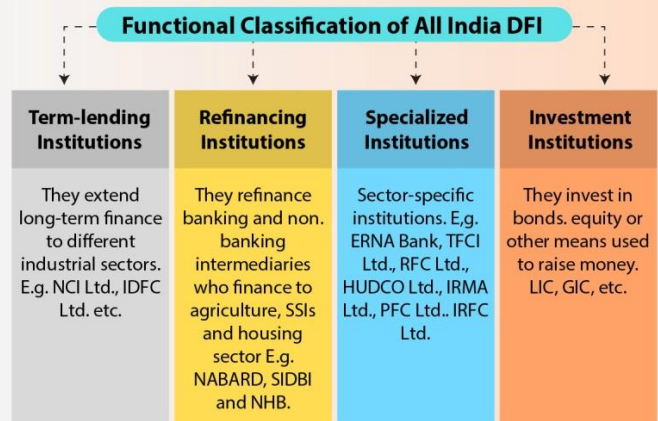 Functional Classification of All India DFI
Term-lending
Institutions
They extend
long-term finance
to different
industrial sectors.
E.g. NCI Ltd., IDFC
Ltd. etc.
Refinancing
Institutions
They refinance
banking and non.
banking
intermediaries
who finance to
agriculture, SSIs
and housing
sector E.g.
NABARD, SIDBI
and NHB.
Specialized
Institutions
Sector-specific
institutions. E,g.
ERNA Bank, TFCI
Ltd., RFC Ltd.,
HUDCO Ltd., IRMA
Ltd., PFC Ltd.. IRFC
Ltd.
Investment
Institutions
They invest in
bonds. equity or
other means used
to raise money.
LIC, GIC, etc.